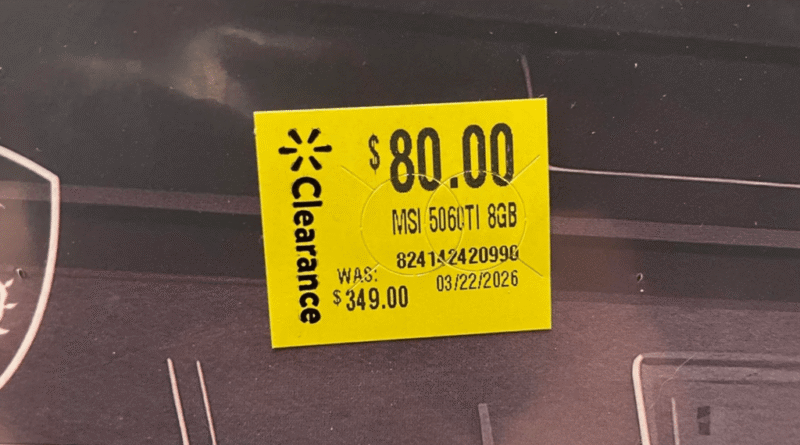 Clearance
$80.00
MSI 5060TI 8GB
824142420990
03/22/2026
WAS:
$349.00